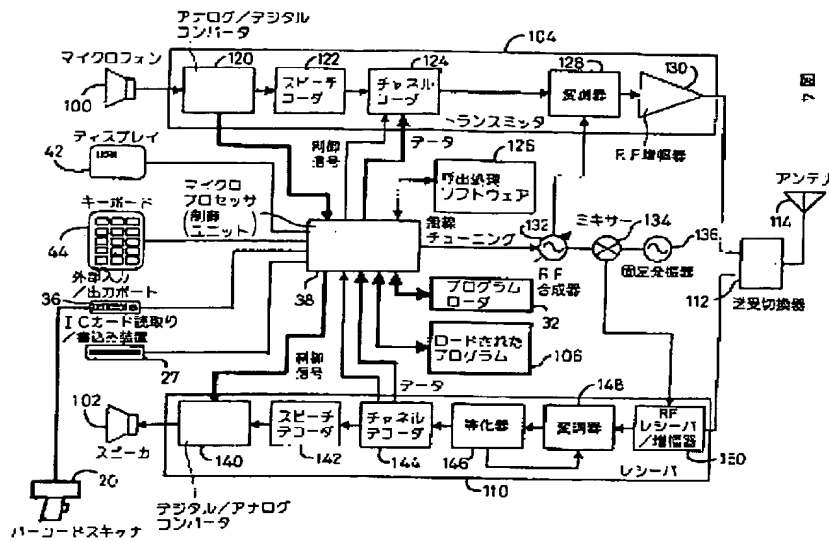 アナログ/デジタル
コンバータ
マイクロフォン
100
120
122
スピーチ
コーダ
124
チャネル
コーダ
104
128
変調器
130
トランスミッタ
RF増幅器
図
ディスプレイ
42
制御
信号
データ
126
呼出処理
ソフトウェア
キーボード
44
マイクロ
プロセッサ
(制御
ユニット)
38
無線
チューニング
132
RF
合成器
ミキサー
134
136
固定発振器
アンテナ
114
112
送受切換器
外部入力
/出力ポート
36
ICカード読取り
/書込み装置
27
プログラム
ローダ
32
ロードされた
プログラム
106
制御
信号
データ
102
スピーカ
140
スピーチ
デコーダ
142
チャネル
デコーダ
144
等化器
146
148
変調器
RF
レシーバ
/増幅器
150
レシーバ
110
デジタル/アナログ
コンバータ
20
バーコードスキャナ